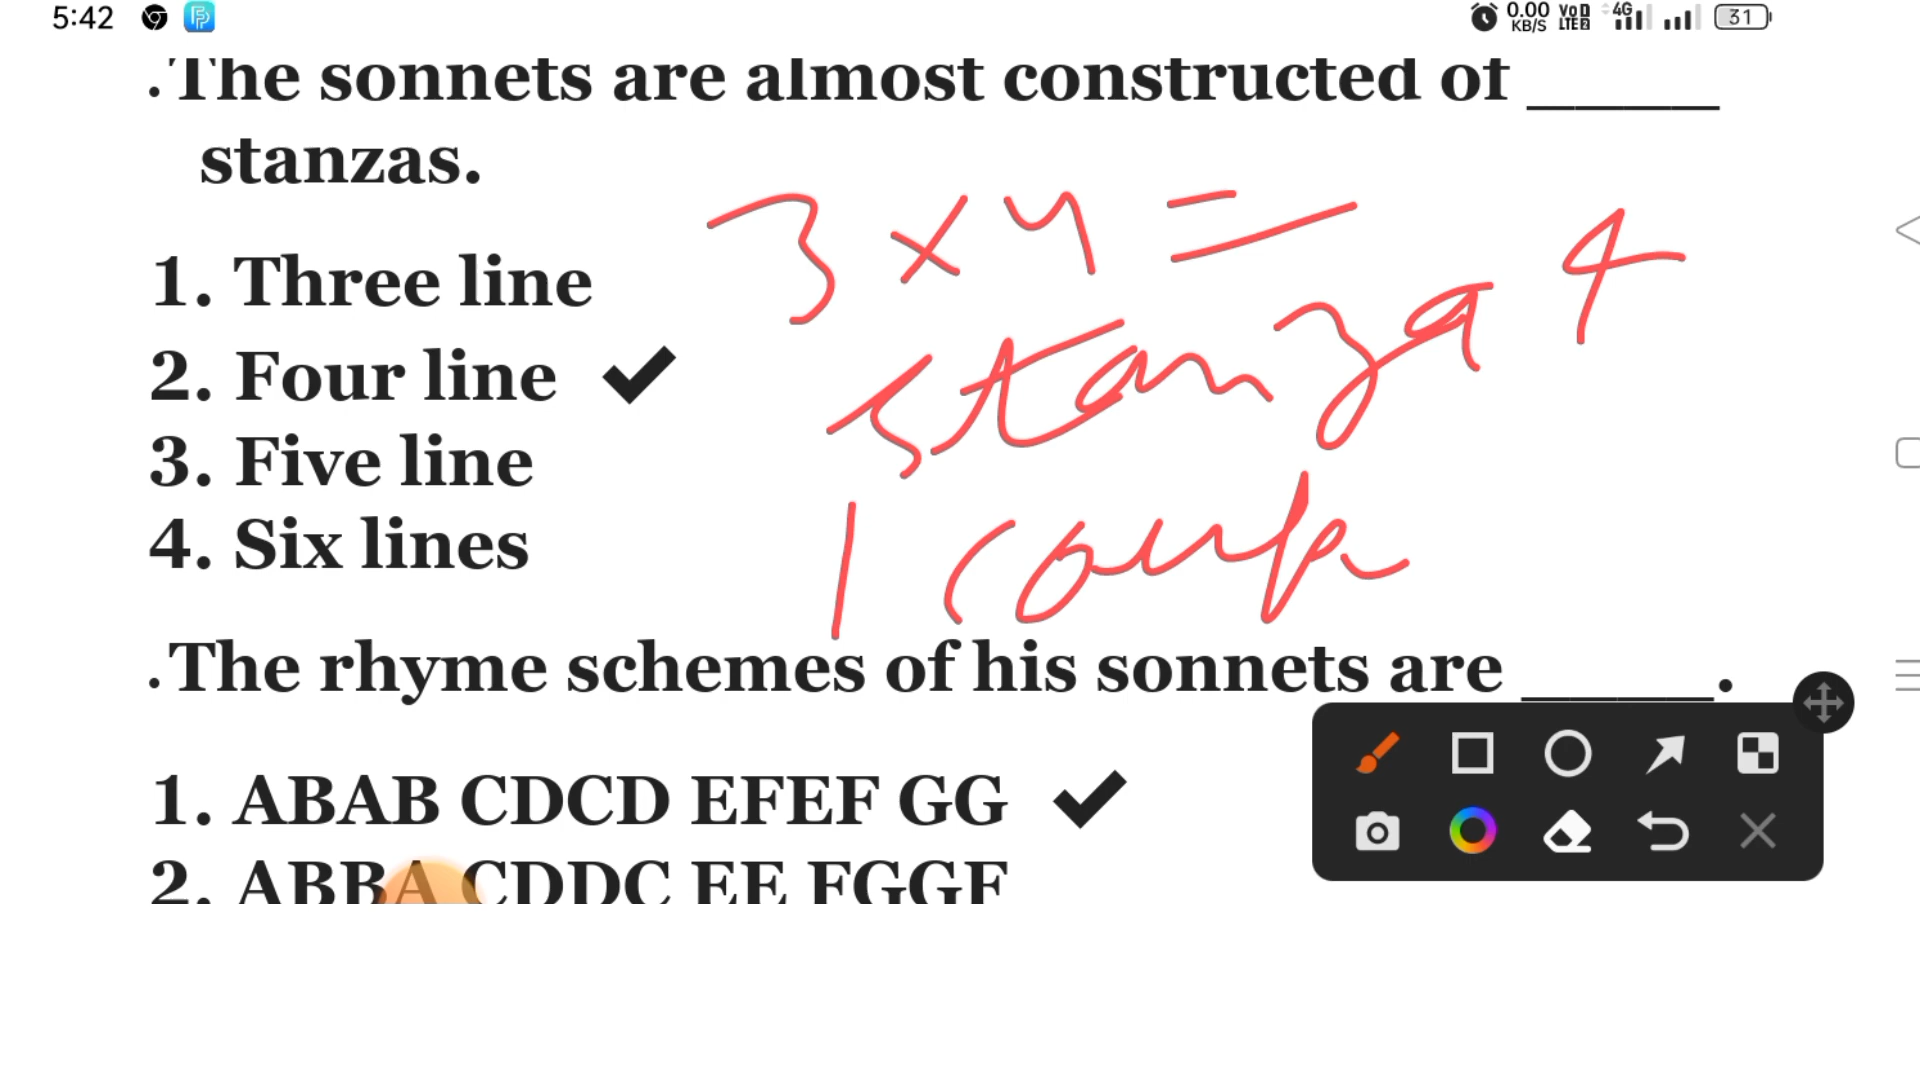 5:42 0.00 KB/S VoD LTE2 4G 31
.The sonnets are almost constructed of _____
stanzas.
3 x 4 =
1. Three line
stanza 4
2. Four line ✔
3. Five line
1 coup
4. Six lines
.The rhyme schemes of his sonnets are _____.
1. ABAB CDCD EFEF GG ✔
2. ABBA CDDC EE FGGF